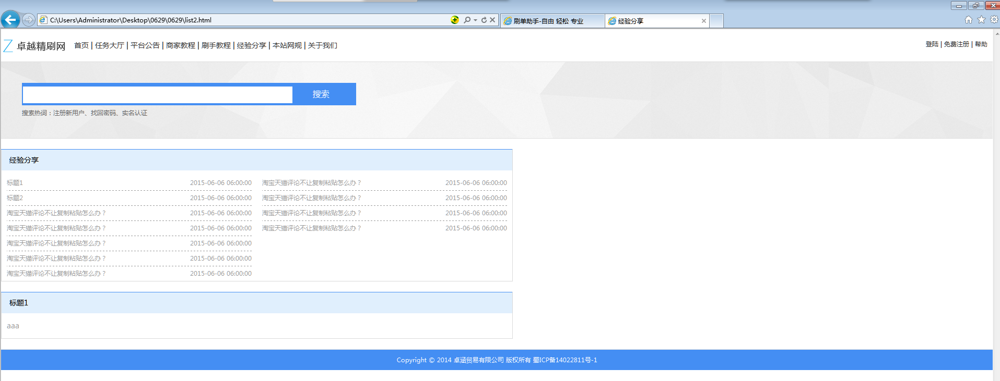 C:\Users\Administrator\Desktop\0629\0629\list2.html
刷单助手-自由 轻松 专业
经验分享
Z 卓越精刷网
首页 | 任务大厅 | 平台公告 | 商家教程 | 刷手教程 | 经验分享 | 本站网规 | 关于我们
登陆 | 免费注册 | 帮助
搜索
搜索热词：注册新用户、找回密码、实名认证
经验分享
标题1 2015-06-06 06:00:00
标题2 2015-06-06 06:00:00
淘宝天猫评论不让复制粘贴怎么办？ 2015-06-06 06:00:00
淘宝天猫评论不让复制粘贴怎么办？ 2015-06-06 06:00:00
淘宝天猫评论不让复制粘贴怎么办？ 2015-06-06 06:00:00
淘宝天猫评论不让复制粘贴怎么办？ 2015-06-06 06:00:00
淘宝天猫评论不让复制粘贴怎么办？ 2015-06-06 06:00:00
淘宝天猫评论不让复制粘贴怎么办？ 2015-06-06 06:00:00
淘宝天猫评论不让复制粘贴怎么办？ 2015-06-06 06:00:00
淘宝天猫评论不让复制粘贴怎么办？ 2015-06-06 06:00:00
淘宝天猫评论不让复制粘贴怎么办？ 2015-06-06 06:00:00
标题1
aaa
Copyright © 2014 卓涵贸易有限公司 版权所有 蜀ICP备14022811号-1